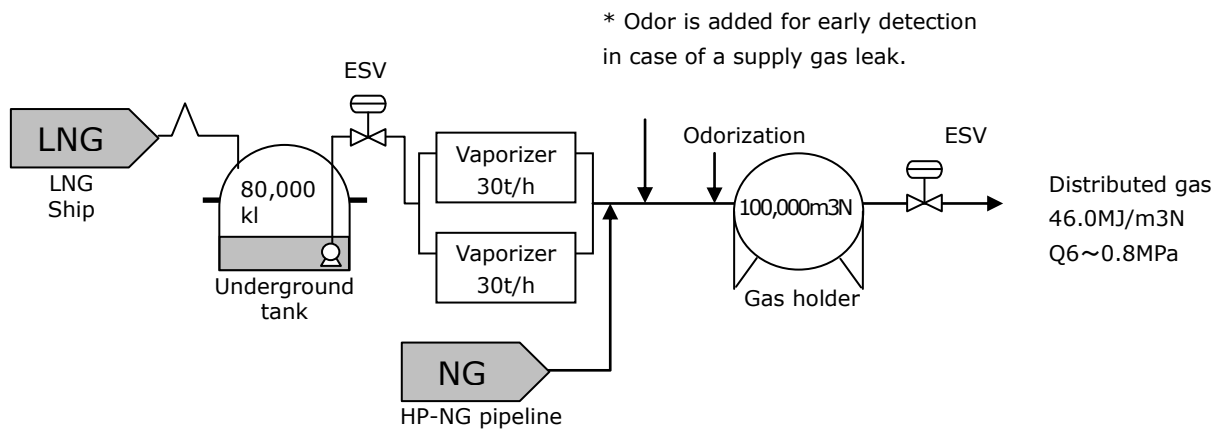 * Odor is added for early detection
in case of a supply gas leak.
ESV
LNG
LNG
Ship
80,000
kl
Underground
tank
Vaporizer
30t/h
Vaporizer
30t/h
NG
HP-NG pipeline
Odorization
100,000m3N
Gas holder
ESV
Distributed gas
46.0MJ/m3N
Q6～0.8MPa